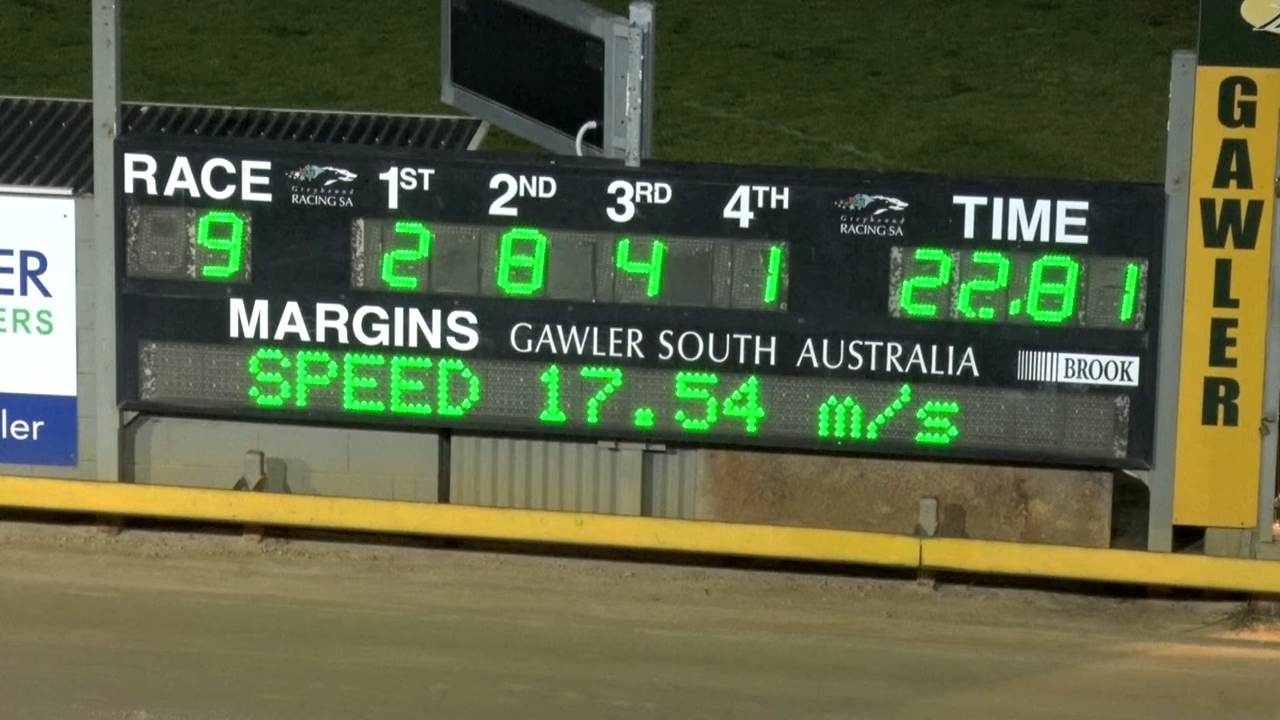 RACE 1ST 2ND 3RD 4TH TIME
Greyhound RACING SA
Greyhound RACING SA
9 2 8 4 1 22.81
MARGINS GAWLER SOUTH AUSTRALIA BROOK
SPEED 17.54 m/s
GAWLER
ER
ERS
ler